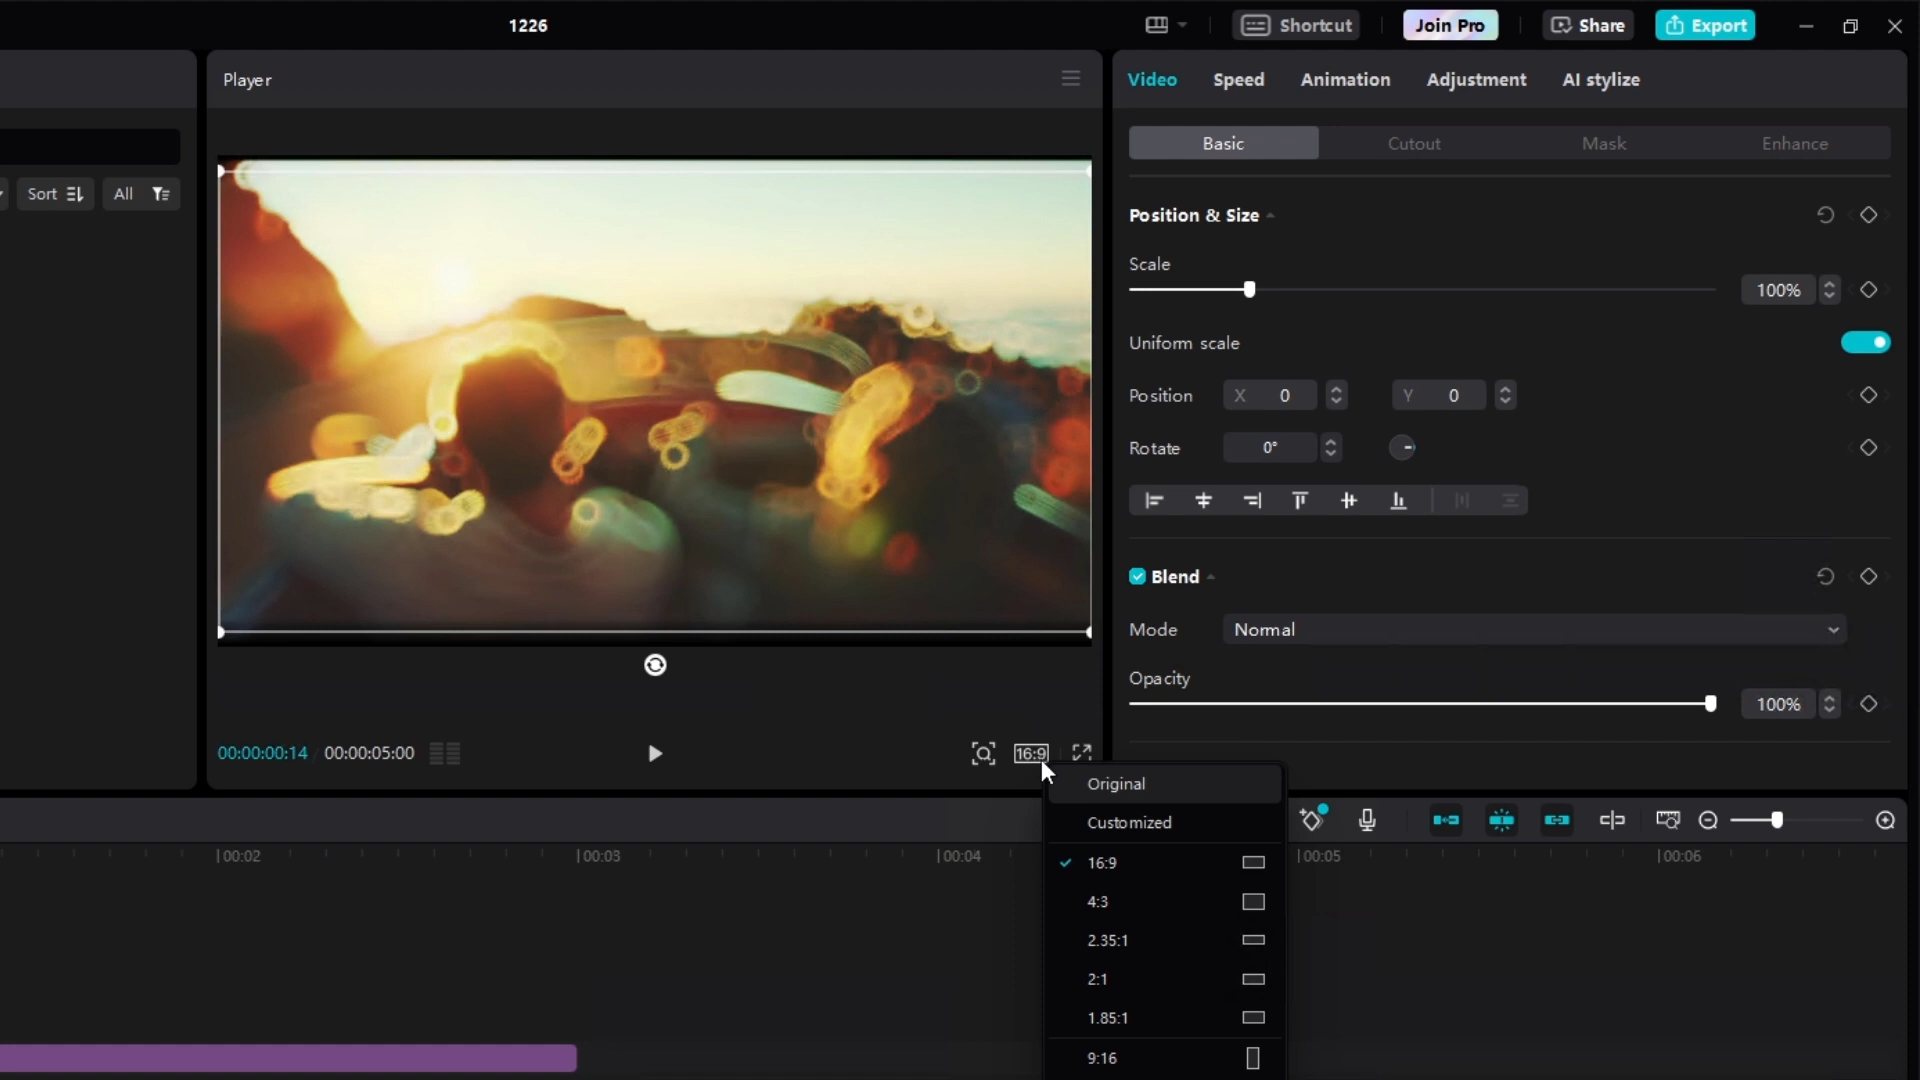 1226
Shortcut
Join Pro
Share
Export
Player
Video
Speed
Animation
Adjustment
AI stylize
Basic
Cutout
Mask
Enhance
Sort
All
Position & Size
Scale
100%
Uniform scale
Position
X 0
Y 0
Rotate
0°
Blend
Mode
Normal
Opacity
100%
00:00:00:14 / 00:00:05:00
16:9
Original
Customized
16:9
4:3
2.35:1
2:1
1.85:1
9:16
00:02
00:03
00:04
00:05
00:06